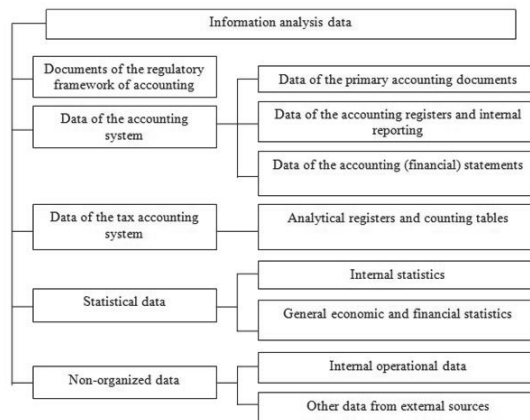 Information analysis data
Documents of the regulatory
framework of accounting
Data of the accounting
system
Data of the primary accounting documents
Data of the accounting registers and internal
reporting
Data of the accounting (financial) statements
Data of the tax accounting
system
Analytical registers and counting tables
Statistical data
Internal statistics
General economic and financial statistics
Non-organized data
Internal operational data
Other data from external sources